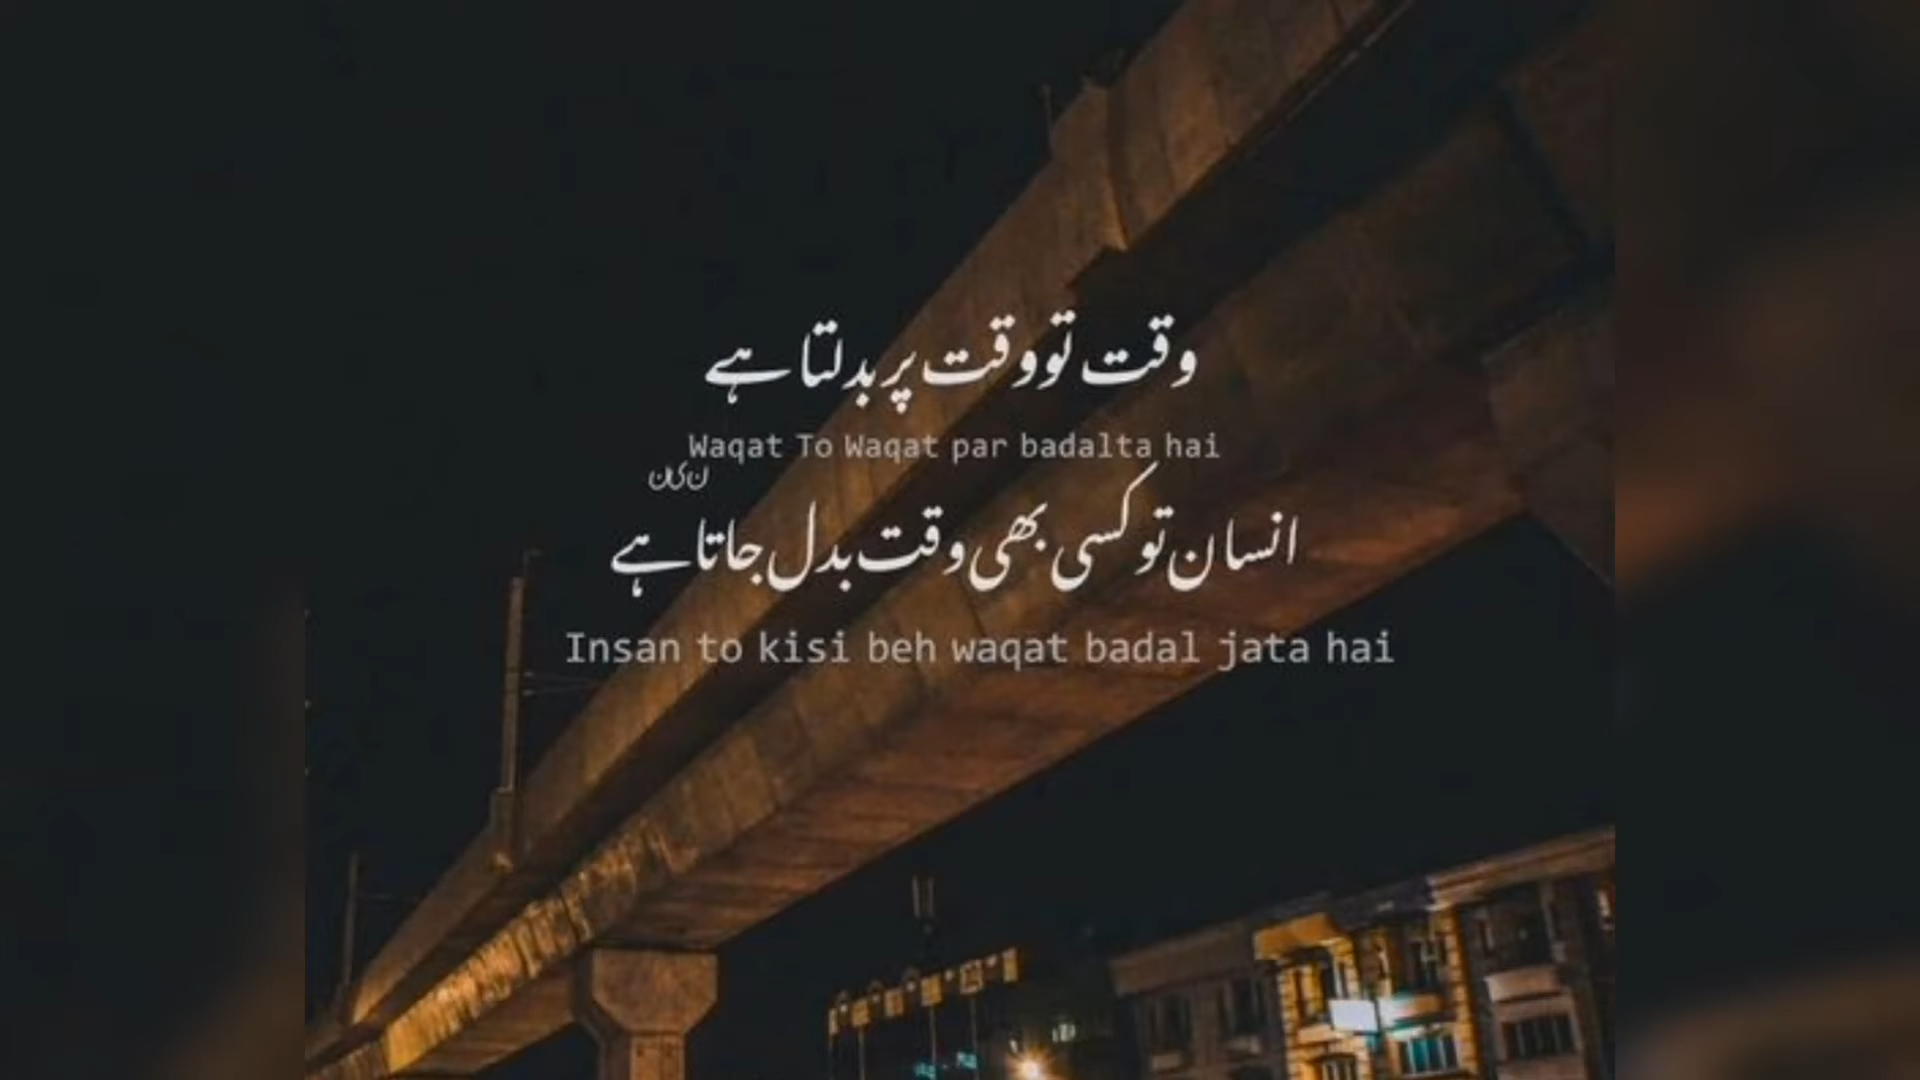 وقت تو وقت پر بدلتا ہے
Waqat To Waqat par badalta hai
ن ی ن
انسان تو کسی بھی وقت بدل جاتا ہے
Insan to kisi beh waqat badal jata hai